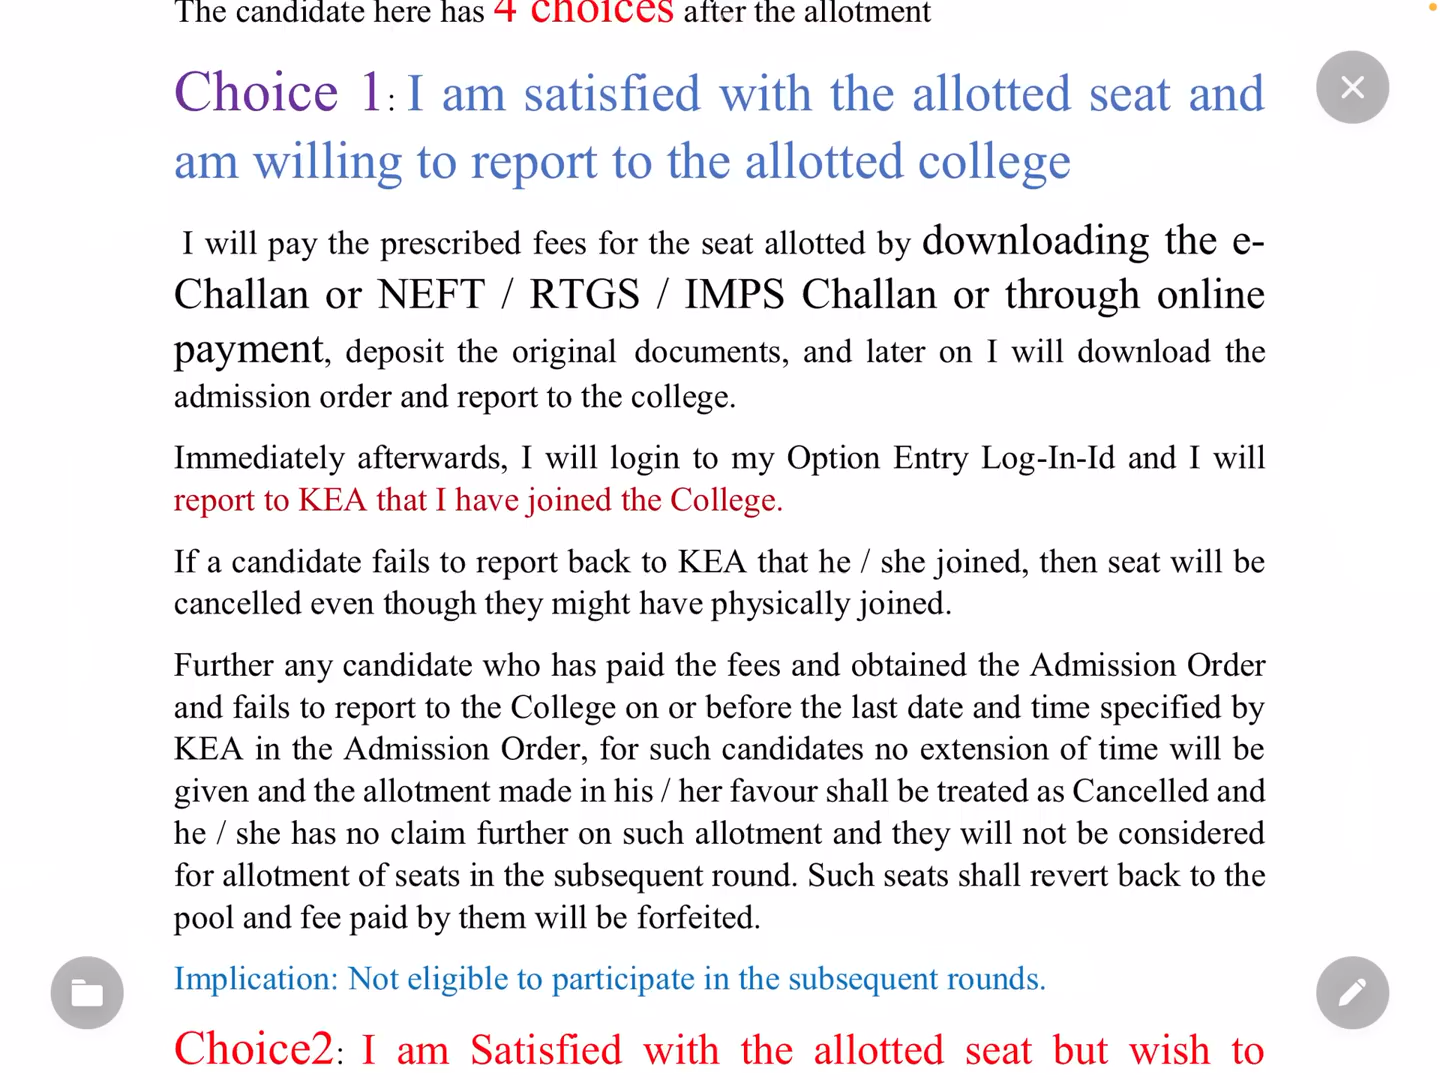 The candidate here has 4 choices after the allotment
Choice 1: I am satisfied with the allotted seat and
am willing to report to the allotted college
I will pay the prescribed fees for the seat allotted by downloading the e-
Challan or NEFT / RTGS / IMPS Challan or through online
payment, deposit the original documents, and later on I will download the
admission order and report to the college.
Immediately afterwards, I will login to my Option Entry Log-In-Id and I will
report to KEA that I have joined the College.
If a candidate fails to report back to KEA that he / she joined, then seat will be
cancelled even though they might have physically joined.
Further any candidate who has paid the fees and obtained the Admission Order
and fails to report to the College on or before the last date and time specified by
KEA in the Admission Order, for such candidates no extension of time will be
given and the allotment made in his / her favour shall be treated as Cancelled and
he / she has no claim further on such allotment and they will not be considered
for allotment of seats in the subsequent round. Such seats shall revert back to the
pool and fee paid by them will be forfeited.
Implication: Not eligible to participate in the subsequent rounds.
Choice2: I am Satisfied with the allotted seat but wish to